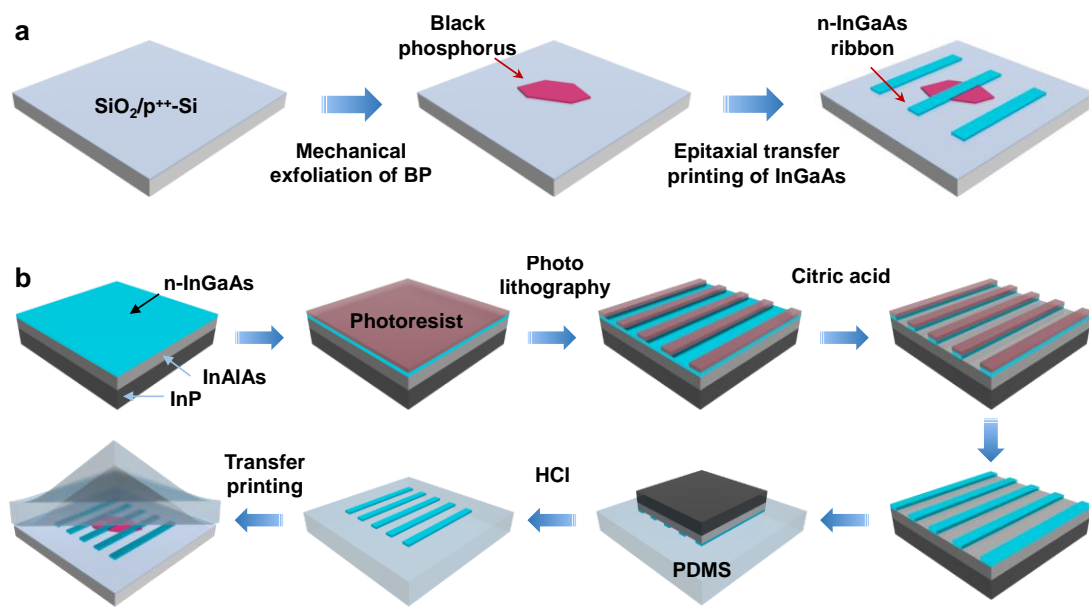 a
SiO₂/p⁺⁺-Si
Mechanical
exfoliation of BP
Black
phosphorus
Epitaxial transfer
printing of InGaAs
n-InGaAs
ribbon
b
n-InGaAs
InAlAs
InP
Photoresist
Photo
lithography
Citric acid
Transfer
printing
HCl
PDMS